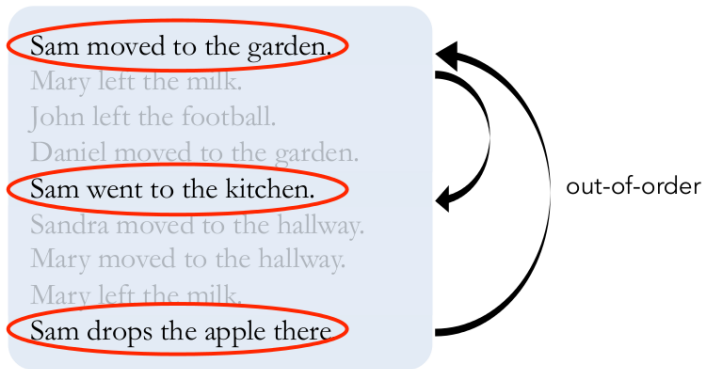 Sam moved to the garden.
Mary left the milk.
John left the football.
Daniel moved to the garden.
Sam went to the kitchen.
Sandra moved to the hallway.
Mary moved to the hallway.
Mary left the milk.
Sam drops the apple there
out-of-order